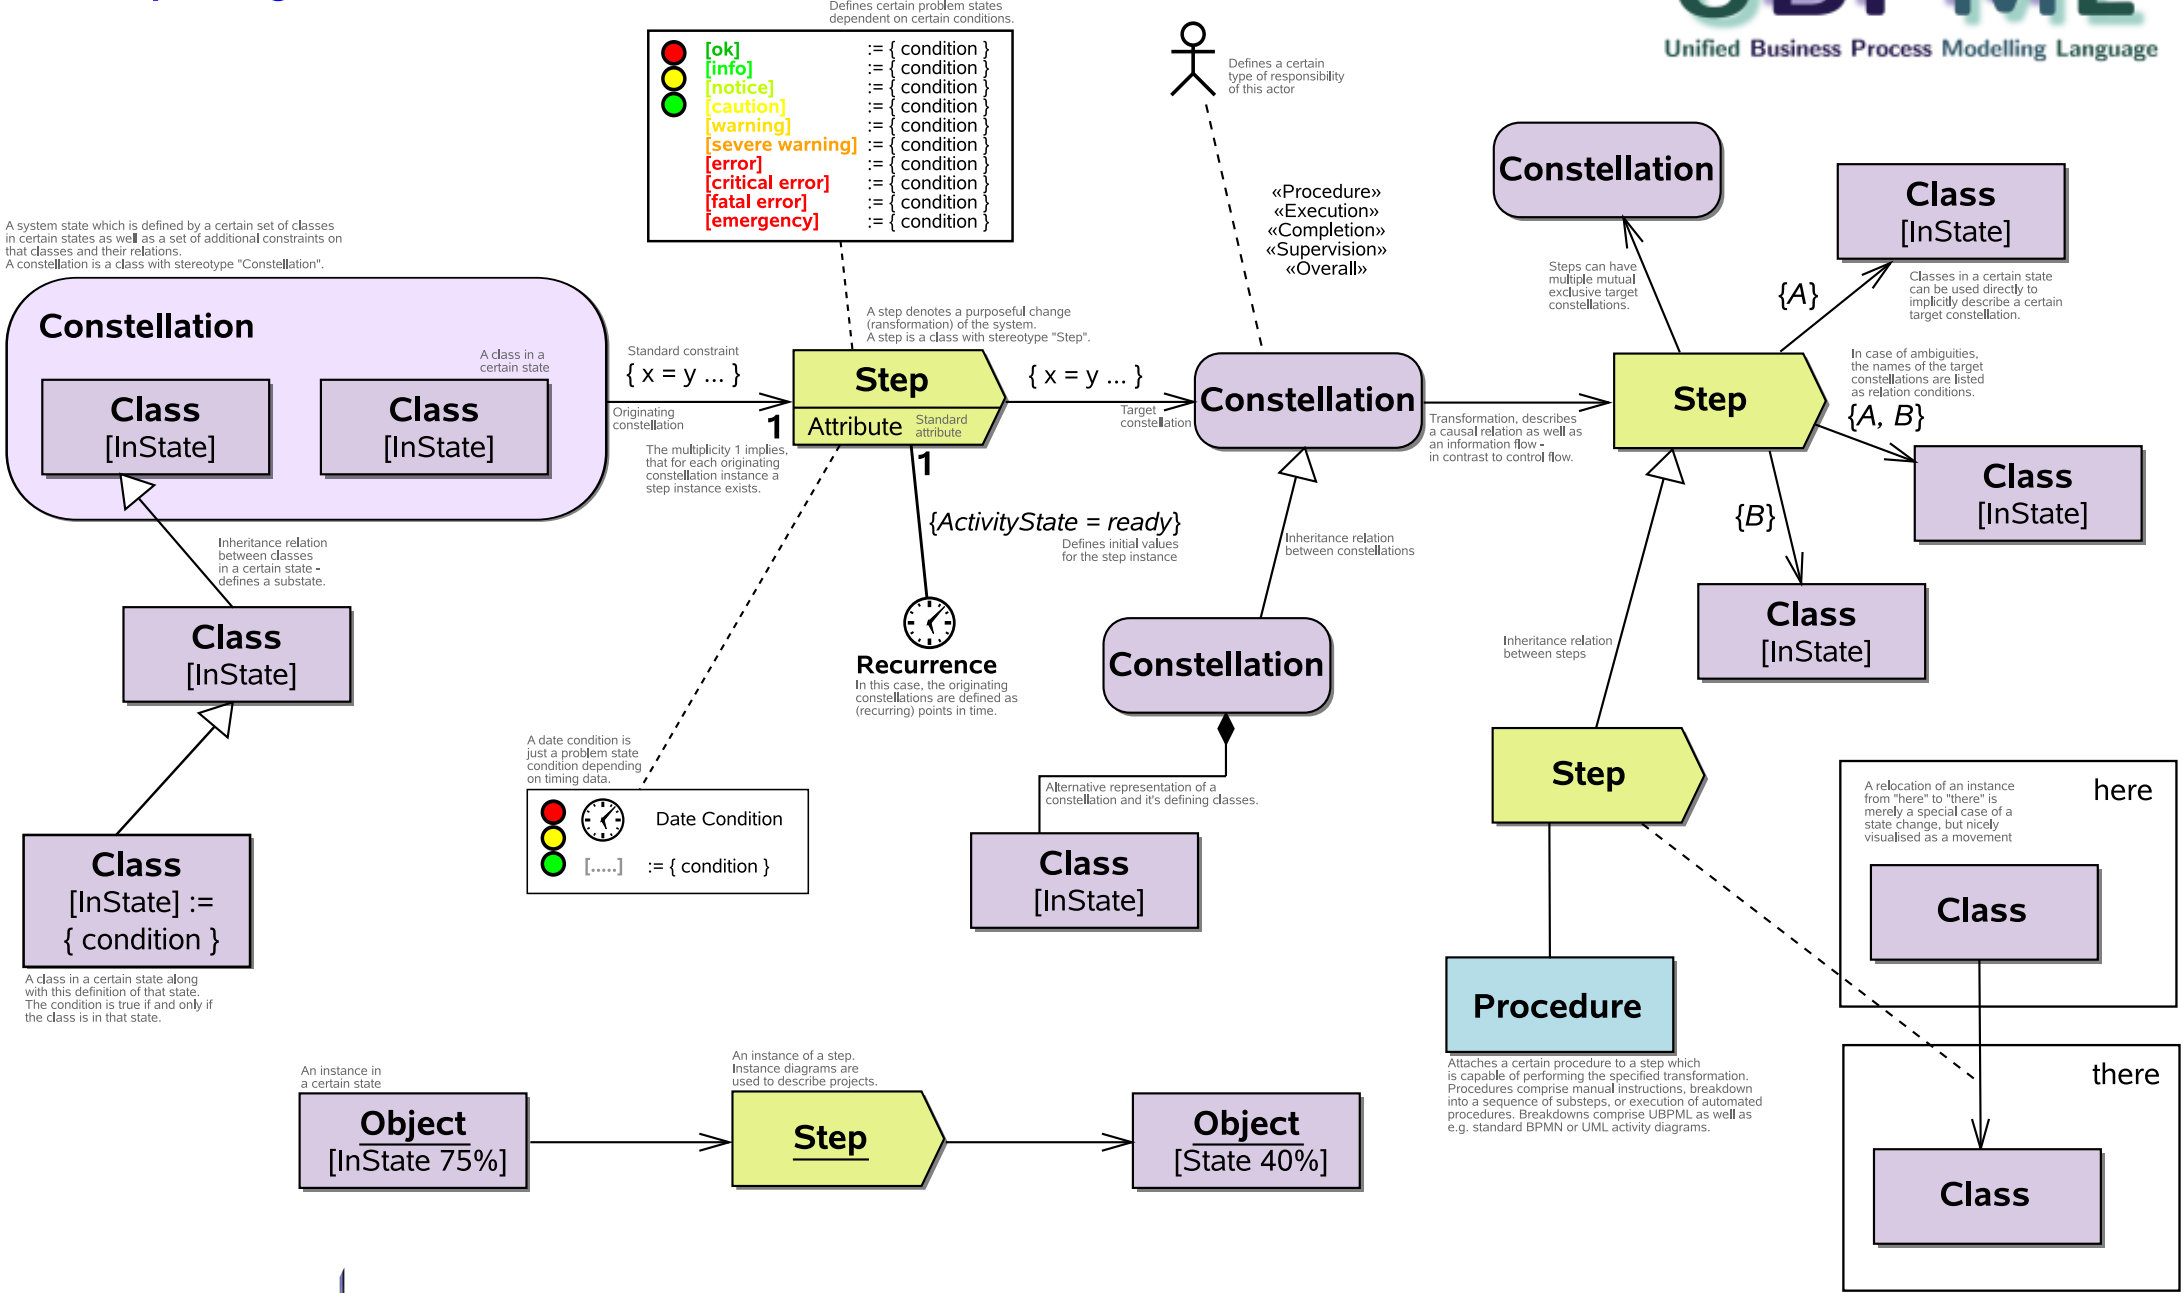 Unified Business Process Modelling Language
Defines certain problem states
dependent on certain conditions.
[ok] := { condition }
[info] := { condition }
[notice] := { condition }
[caution] := { condition }
[warning] := { condition }
[severe warning] := { condition }
[error] := { condition }
[critical error] := { condition }
[fatal error] := { condition }
[emergency] := { condition }
Defines a certain
type of responsibility
of this actor
«Procedure»
«Execution»
«Completion»
«Supervision»
«Overall»
A system state which is defined by a certain set of classes
in certain states as well as a set of additional constraints on
that classes and their relations.
A constellation is a class with stereotype "Constellation".
Constellation
A class in a
certain state
Class
[InState]
Class
[InState]
Standard constraint
{ x = y ... }
Originating
constellation
1
The multiplicity 1 implies,
that for each originating
constellation instance a
step instance exists.
A step denotes a purposeful change
(ransformation) of the system.
A step is a class with stereotype "Step".
Step
Attribute
Standard
attribute
1
{ x = y ... }
Target
constellation
Constellation
Transformation, describes
a causal relation as well as
an information flow -
in contrast to control flow.
Constellation
Steps can have
multiple mutual
exclusive target
constellations.
Class
[InState]
{A}
Classes in a certain state
can be used directly to
implicitly describe a certain
target constellation.
Step
In case of ambiguities,
the names of the target
constellations are listed
as relation conditions.
{A, B}
Class
[InState]
{B}
Class
[InState]
Inheritance relation
between classes
in a certain state -
defines a substate.
Class
[InState]
Class
[InState] :=
{ condition }
A class in a certain state along
with this definition of that state.
The condition is true if and only if
the class is in that state.
{ActivityState = ready}
Defines initial values
for the step instance
Recurrence
In this case, the originating
constellations are defined as
(recurring) points in time.
A date condition is
just a problem state
condition depending
on timing data.
Date Condition
[.....] := { condition }
Inheritance relation
between constellations
Constellation
Alternative representation of a
constellation and it's defining classes.
Class
[InState]
Inheritance relation
between steps
Step
Procedure
Attaches a certain procedure to a step which
is capable of performing the specified transformation.
Procedures comprise manual instructions, breakdown
into a sequence of substeps, or execution of automated
procedures. Breakdowns comprise UBPML as well as
e.g. standard BPMN or UML activity diagrams.
A relocation of an instance
from "here" to "there" is
merely a special case of a
state change, but nicely
visualised as a movement
here
Class
there
Class
An instance in
a certain state
Object
[InState 75%]
An instance of a step.
Instance diagrams are
used to describe projects.
Step
Object
[State 40%]